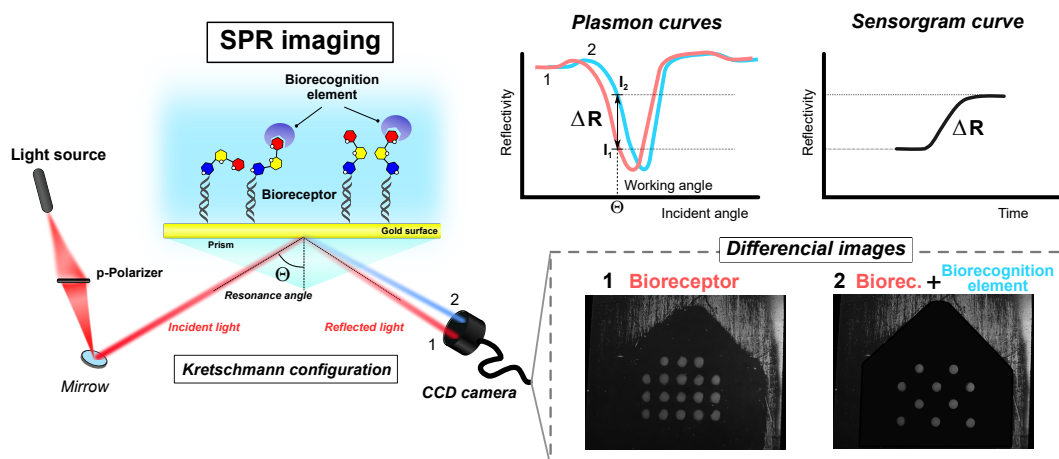 SPR imaging
Biorecognition
element
Light source
Bioreceptor
Gold surface
Prism
p-Polarizer
Θ
Resonance angle
2
1
Incident light
Reflected light
Mirrow
Kretschmann configuration
CCD camera
Plasmon curves
Reflectivity
1
2
I2
ΔR
I1
Working angle
Θ
Incident angle
Sensorgram curve
Reflectivity
ΔR
Time
Differencial images
1 Bioreceptor
2 Biorec. + Biorecognition
element